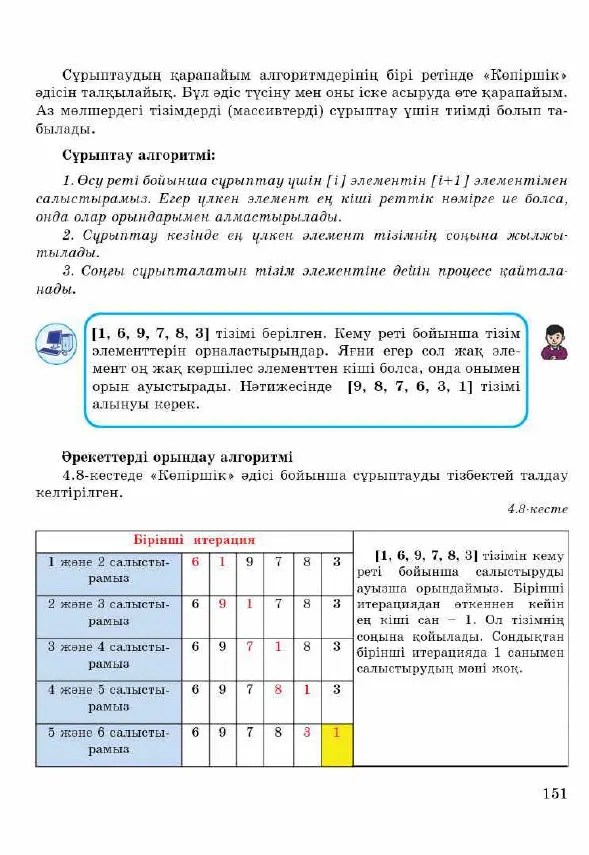 Сұрыптаудың қарапайым алгоритмдерінің бірі ретінде «Көпіршік»
әдісін талқылайық. Бұл әдіс түсіну мен оны іске асыруда өте қарапайым.
Аз мөлшердегі тізімдерді (массивтерді) сұрыптау үшін тиімді болып та-
былады.
Сұрыптау алгоритмі:
1. Өсу реті бойынша сұрыптау үшін [i] элементін [i+1] элементімен
салыстырамыз. Егер үлкен элемент ең кіші реттік нөмірге ие болса,
онда олар орындарымен алмастырылады.
2. Сұрыптау кезінде ең үлкен элемент тізімнің соңына жылжы-
тылады.
3. Соңғы сұрыпталатын тізім элементіне дейін процесс қайтала-
нады.
[1, 6, 9, 7, 8, 3] тізімі берілген. Кему реті бойынша тізім
элементтерін орналастырыңдар. Яғни егер сол жақ эле-
мент оң жақ көршілес элементтен кіші болса, онда онымен
орын ауыстырады. Нәтижесінде [9, 8, 7, 6, 3, 1] тізімі
алынуы керек.
Әрекеттерді орындау алгоритмі
4.8-кестеде «Көпіршік» әдісі бойынша сұрыптауды тізбектей талдау
келтірілген.
4.8-кесте
Бірінші итерация
1 және 2 салысты-
рамыз
6 1 9 7 8 3
2 және 3 салысты-
рамыз
6 9 1 7 8 3
3 және 4 салысты-
рамыз
6 9 7 1 8 3
4 және 5 салысты-
рамыз
6 9 7 8 1 3
5 және 6 салысты-
рамыз
6 9 7 8 3 1
[1, 6, 9, 7, 8, 3] тізімін кему
реті бойынша салыстыруды
ауызша орындаймыз. Бірінші
итерациядан өткеннен кейін
ең кіші сан – 1. Ол тізімнің
соңына қойылады. Сондықтан
бірінші итерацияда 1 санымен
салыстырудың мәні жоқ.
151